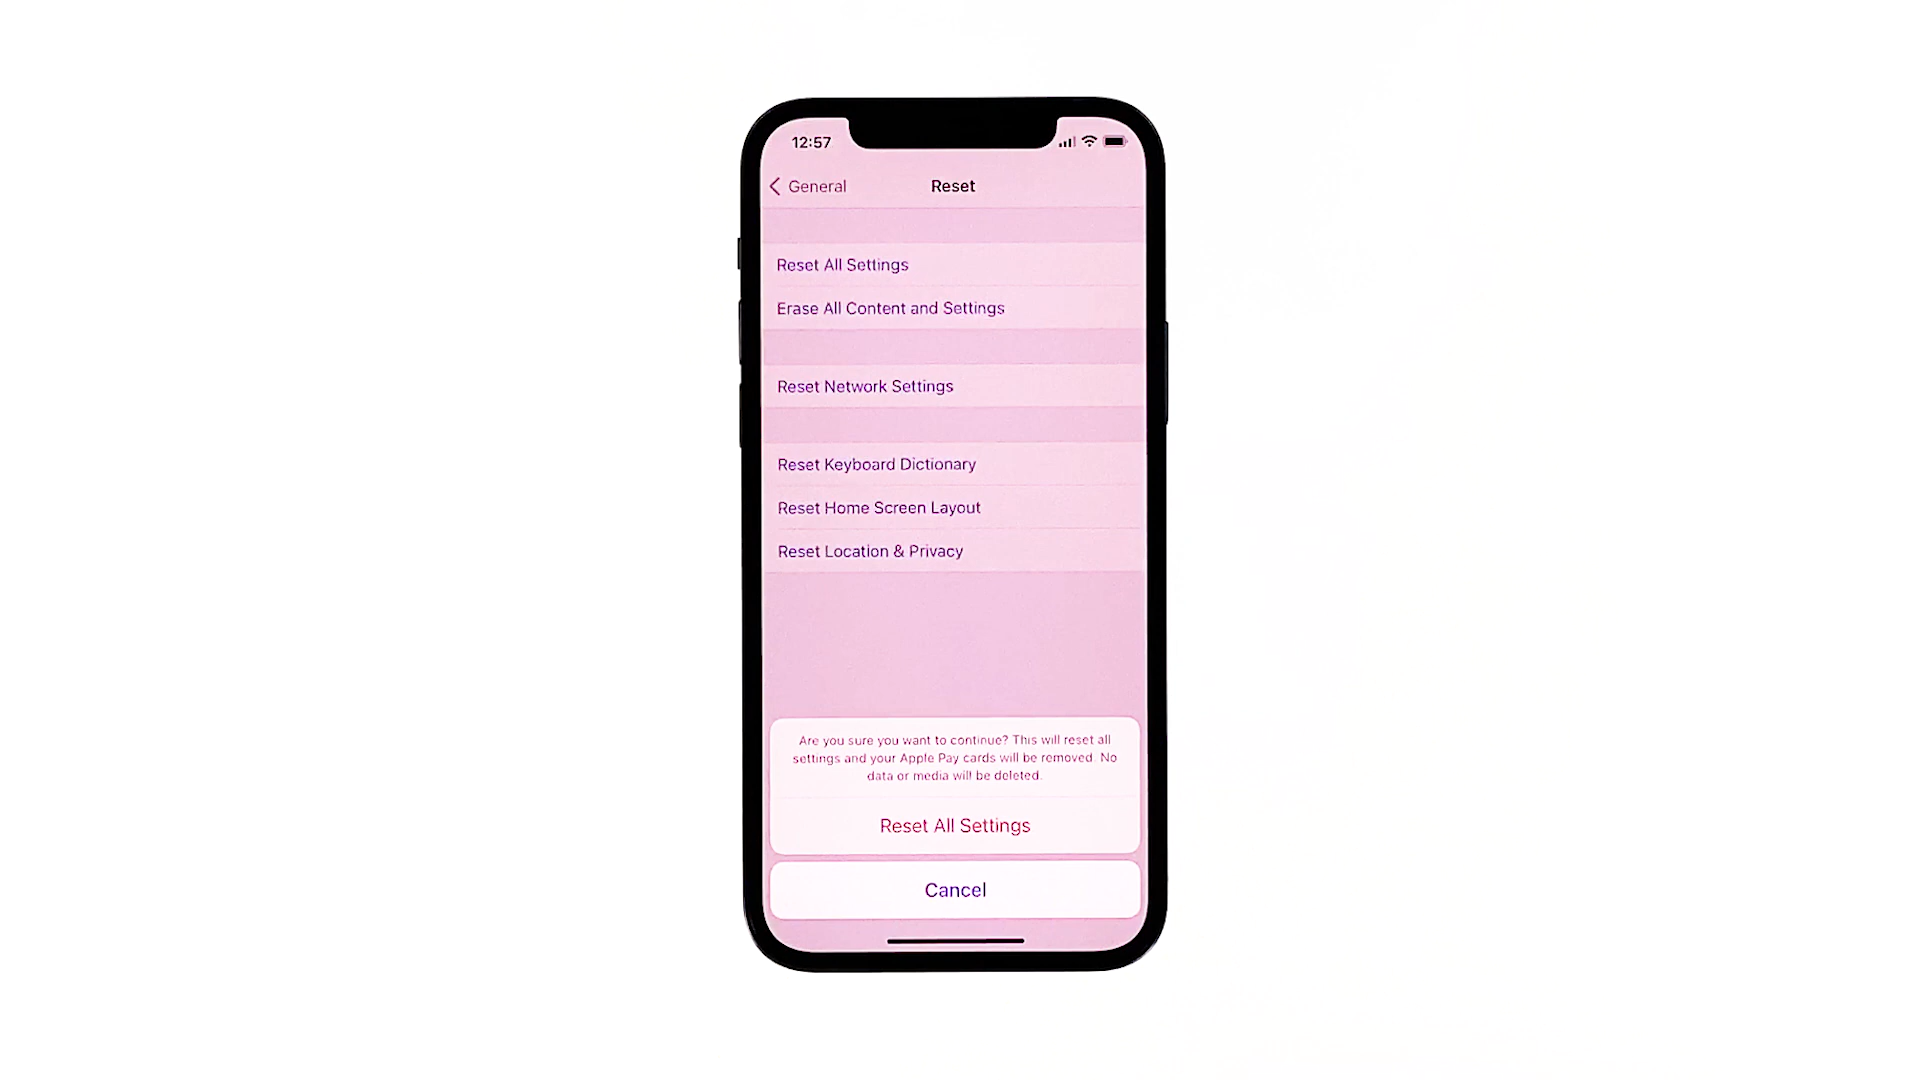 12:57
General
Reset
Reset All Settings
Erase All Content and Settings
Reset Network Settings
Reset Keyboard Dictionary
Reset Home Screen Layout
Reset Location & Privacy
Are you sure you want to continue? This will reset all
settings and your Apple Pay cards will be removed. No
data or media will be deleted.
Reset All Settings
Cancel